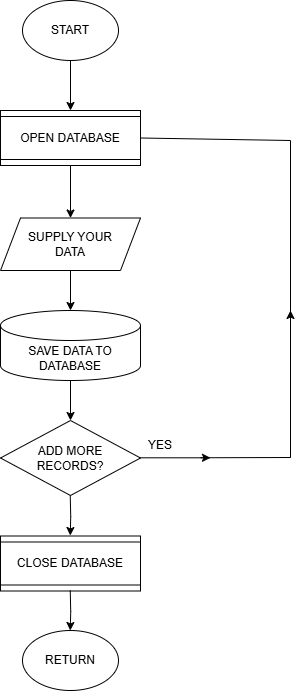 START
OPEN DATABASE
SUPPLY YOUR
DATA
SAVE DATA TO
DATABASE
ADD MORE
RECORDS?
YES
CLOSE DATABASE
RETURN